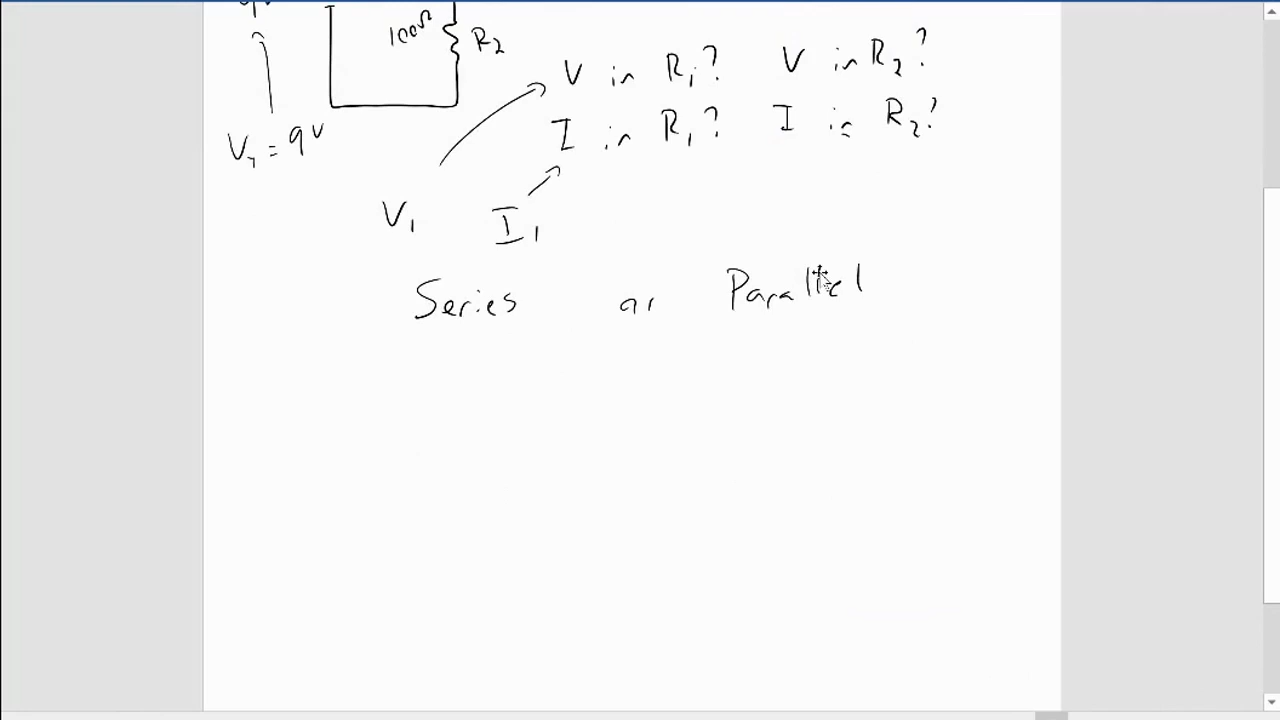 100Ω R2
V in R1? V in R2?
I in R1? I in R2?
VT = 9V
V1 I1
Series or Parallel